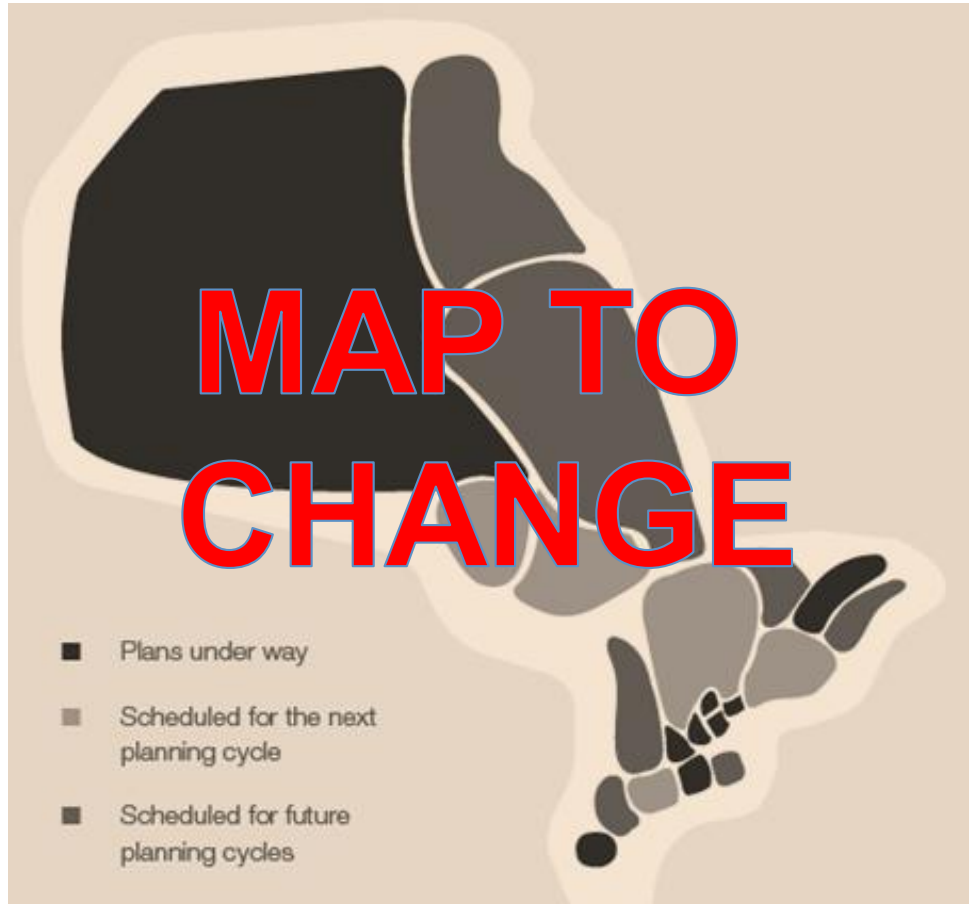 MAP TO
CHANGE
Plans under way
Scheduled for the next
planning cycle
Scheduled for future
planning cycles